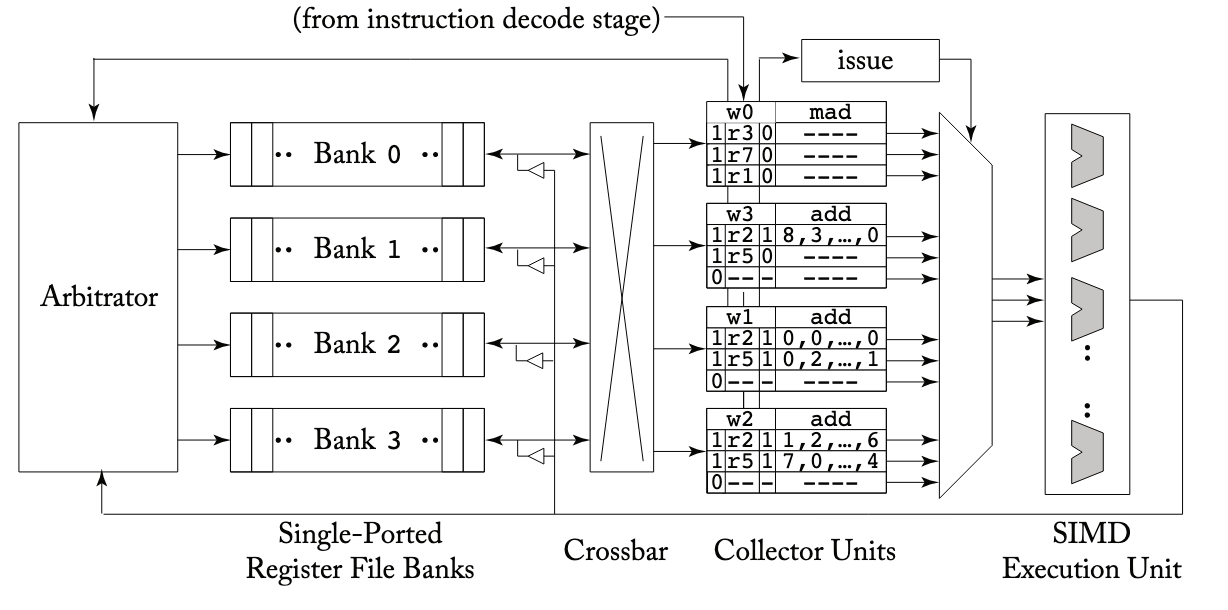 (from instruction decode stage)
issue
Arbitrator
·· Bank 0 ··
·· Bank 1 ··
·· Bank 2 ··
·· Bank 3 ··
w0 mad
1 r3 0 ----
1 r7 0 ----
1 r1 0 ----
w3 add
1 r2 1 8,3,…,0
1 r5 0 ----
0 -- - ----
w1 add
1 r2 1 0,0,…,0
1 r5 1 0,2,…,1
0 -- - ----
w2 add
1 r2 1 1,2,…,6
1 r5 1 7,0,…,4
0 -- - ----
Single-Ported
Register File Banks
Crossbar
Collector Units
SIMD
Execution Unit